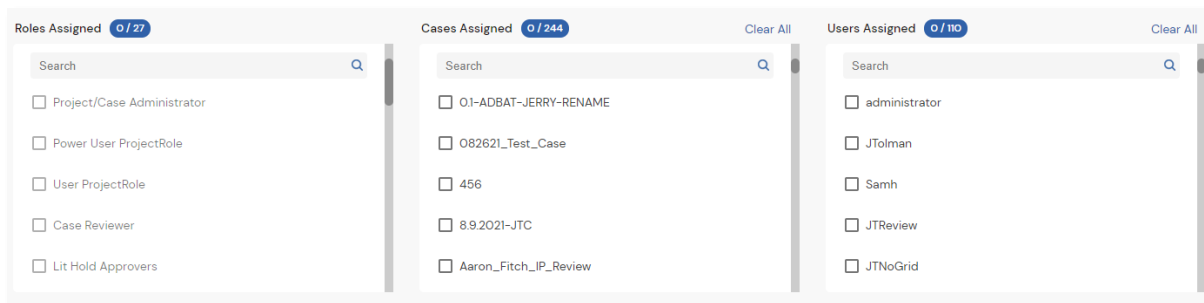 Roles Assigned 0 / 27
Search
Project/Case Administrator
Power User ProjectRole
User ProjectRole
Case Reviewer
Lit Hold Approvers
Cases Assigned 0 / 244 Clear All
Search
0.1-ADBAT-JERRY-RENAME
082621_Test_Case
456
8.9.2021-JTC
Aaron_Fitch_IP_Review
Users Assigned 0 / 110 Clear All
Search
administrator
JTolman
Samh
JTReview
JTNoGrid